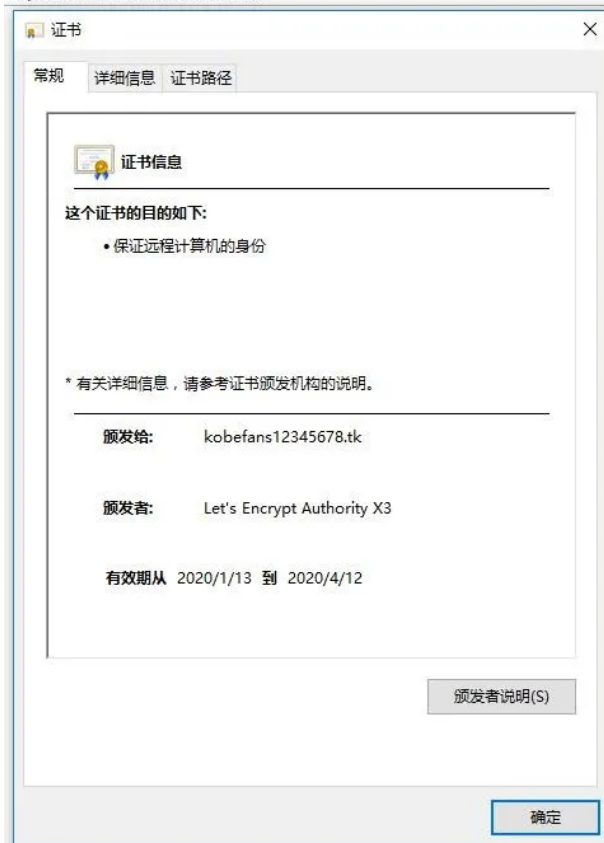 证书
常规 详细信息 证书路径
证书信息
这个证书的目的如下:
• 保证远程计算机的身份
* 有关详细信息，请参考证书颁发机构的说明。
颁发给: kobefans12345678.tk
颁发者: Let's Encrypt Authority X3
有效期从 2020/1/13 到 2020/4/12
颁发者说明(S)
确定